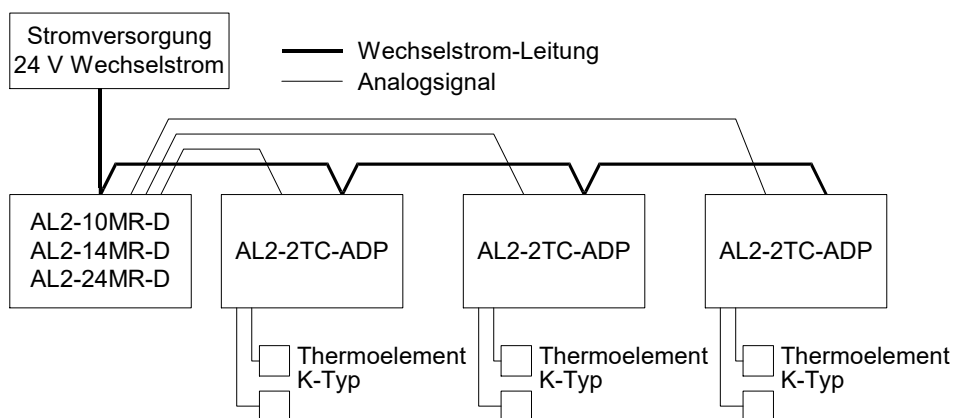 Stromversorgung
24 V Wechselstrom
Wechselstrom-Leitung
Analogsignal
AL2-10MR-D
AL2-14MR-D
AL2-24MR-D
AL2-2TC-ADP
AL2-2TC-ADP
AL2-2TC-ADP
Thermoelement
K-Typ
Thermoelement
K-Typ
Thermoelement
K-Typ